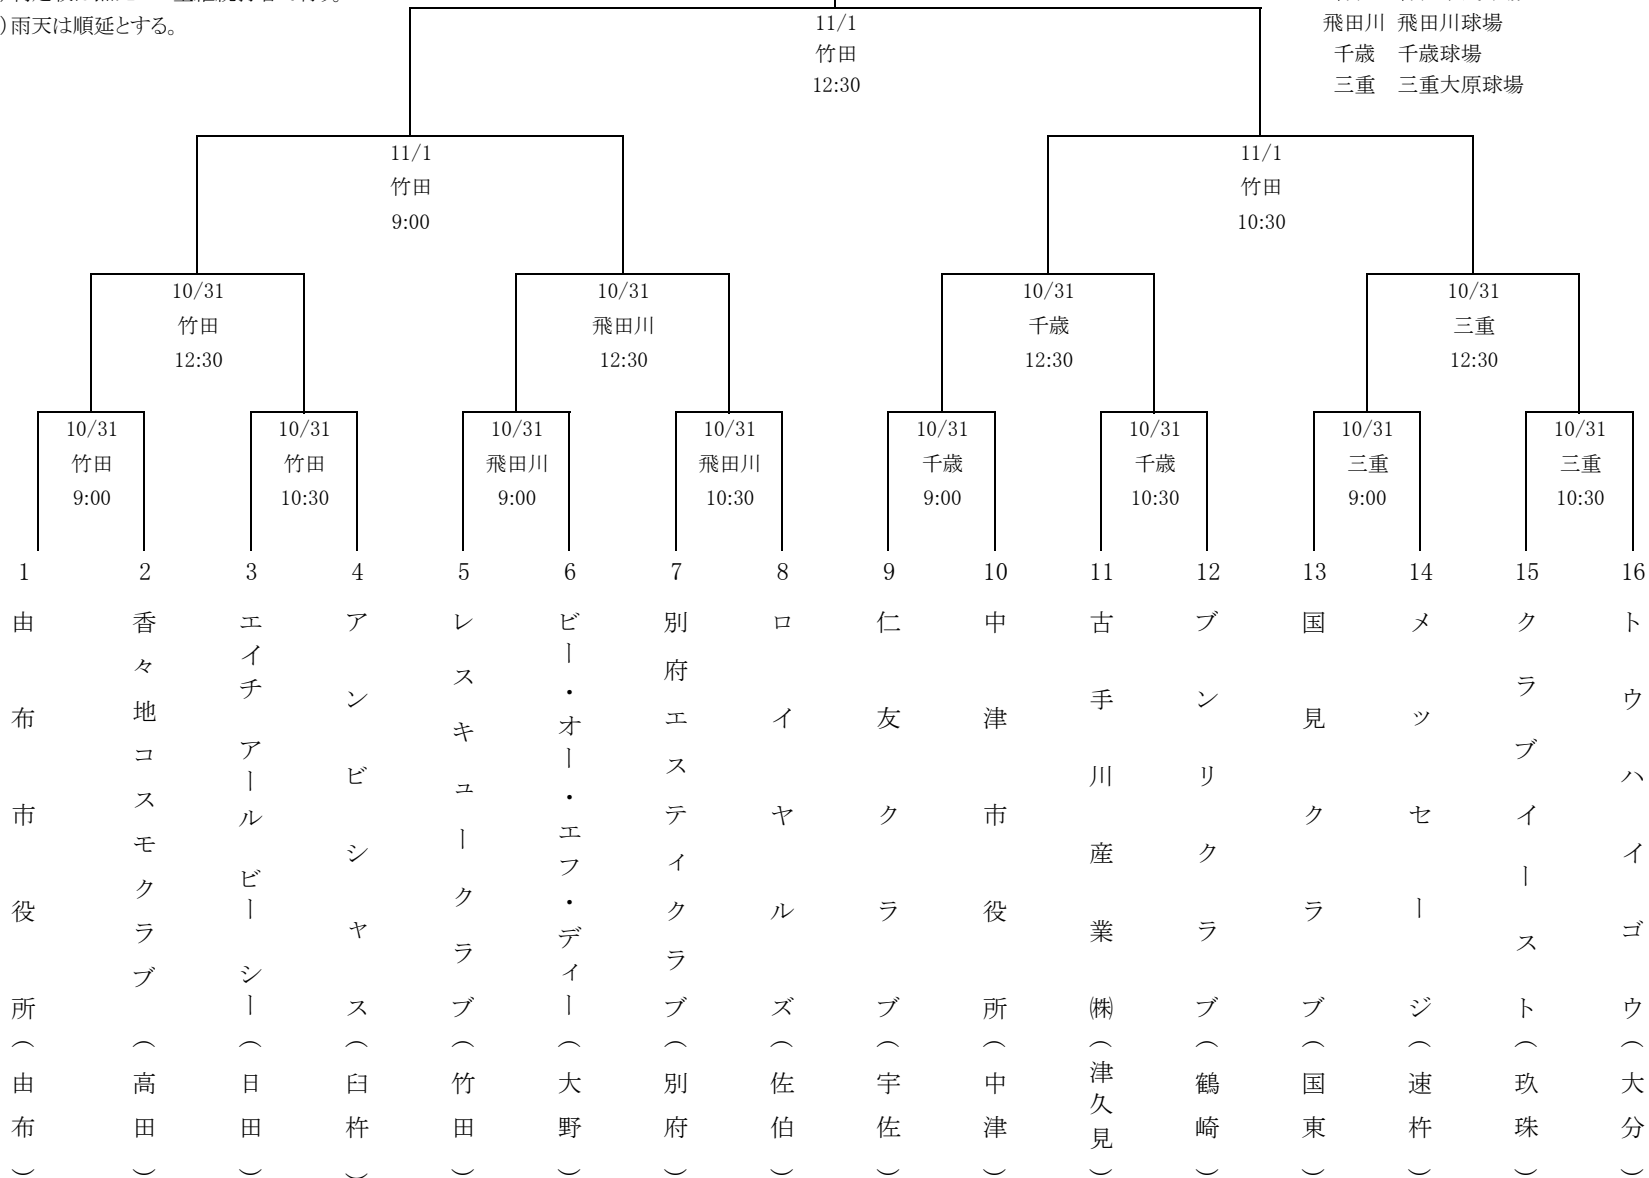 )雨天は順延とする。
飛田川 飛田川球場
千歳 千歳球場
三重 三重大原球場
11/1
竹田
12:30
11/1
竹田
9:00
11/1
竹田
10:30
10/31
竹田
12:30
10/31
飛田川
12:30
10/31
千歳
12:30
10/31
三重
12:30
10/31
竹田
9:00
10/31
竹田
10:30
10/31
飛田川
9:00
10/31
飛田川
10:30
10/31
千歳
9:00
10/31
千歳
10:30
10/31
三重
9:00
10/31
三重
10:30
1
由布市役所(由布)
2
香々地コスモクラブ(高田)
3
エイチ アール ビー シー(日田)
4
アンビシャス(臼杵)
5
レスキュークラブ(竹田)
6
ビー・オー・エフ・ディー(大野)
7
別府エスティクラブ(別府)
8
ロイヤルズ(佐伯)
9
仁友クラブ(宇佐)
10
中津市役所(中津)
11
古手川産業㈱(津久見)
12
ブンリクラブ(鶴崎)
13
国見クラブ(国東)
14
メッセージ(速杵)
15
クラブイースト(玖珠)
16
トウハイゴウ(大分)